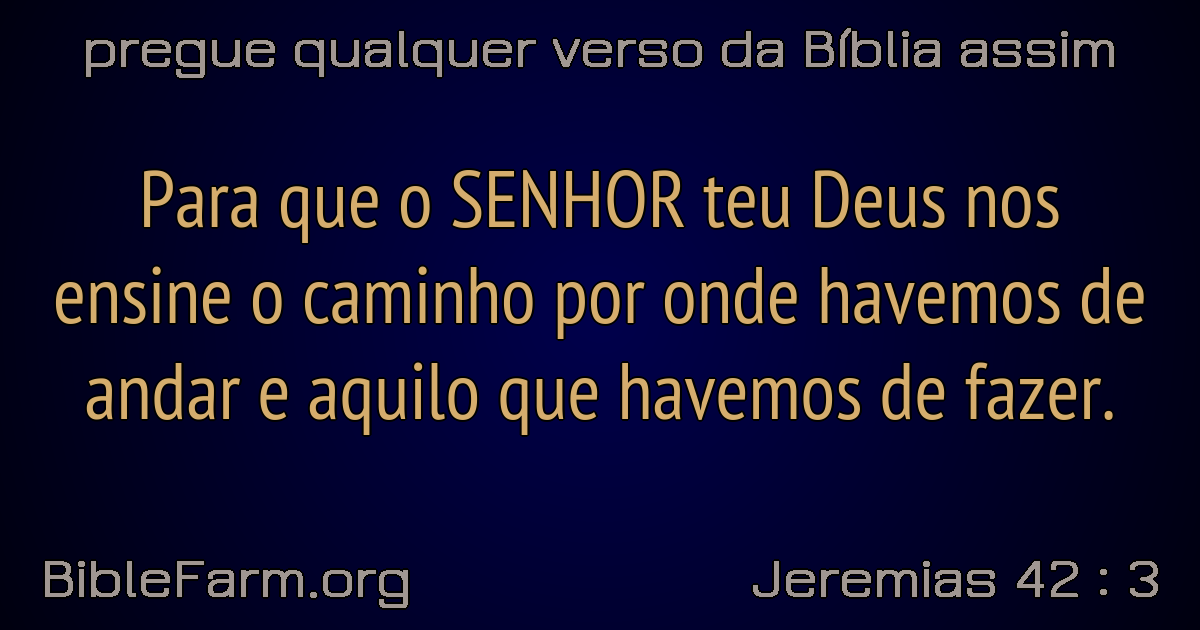 pregue qualquer verso da Bíblia assim
Para que o SENHOR teu Deus nos
ensine o caminho por onde havemos de
andar e aquilo que havemos de fazer.
BibleFarm.org
Jeremias 42 : 3